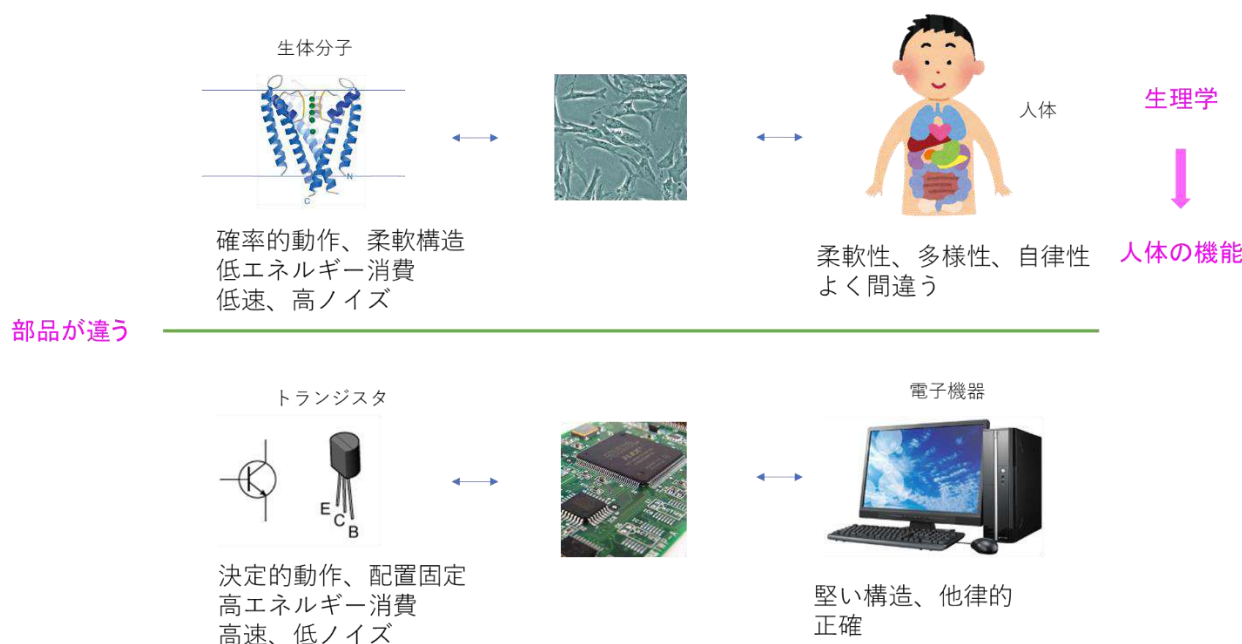 生体分子
N
C
人体
生理学
確率的動作、柔軟構造
低エネルギー消費
低速、高ノイズ
柔軟性、多様性、自律性
よく間違う
人体の機能
部品が違う
トランジスタ
電子機器
E
C
B
決定的動作、配置固定
高エネルギー消費
高速、低ノイズ
堅い構造、他律的
正確